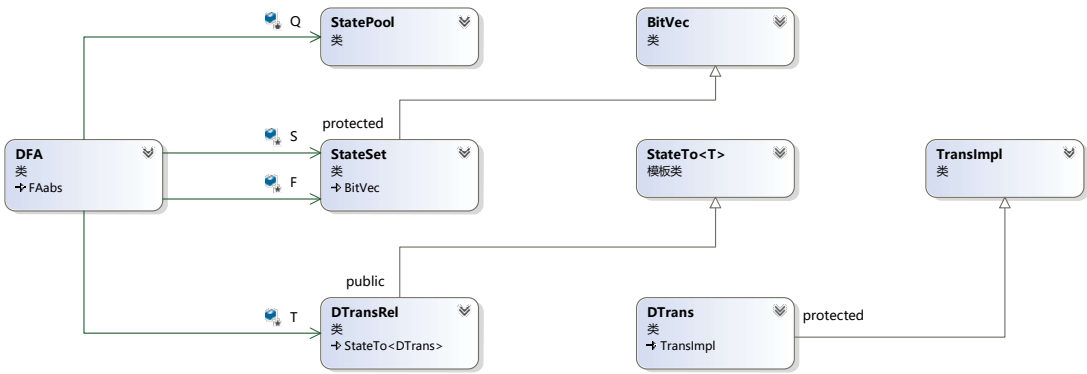 Q
StatePool
类
BitVec
类
S
protected
DFA
类
FAabs
StateSet
类
BitVec
StateTo<T>
模板类
TransImpl
类
F
public
T
DTransRel
类
StateTo<DTrans>
DTrans
类
TransImpl
protected